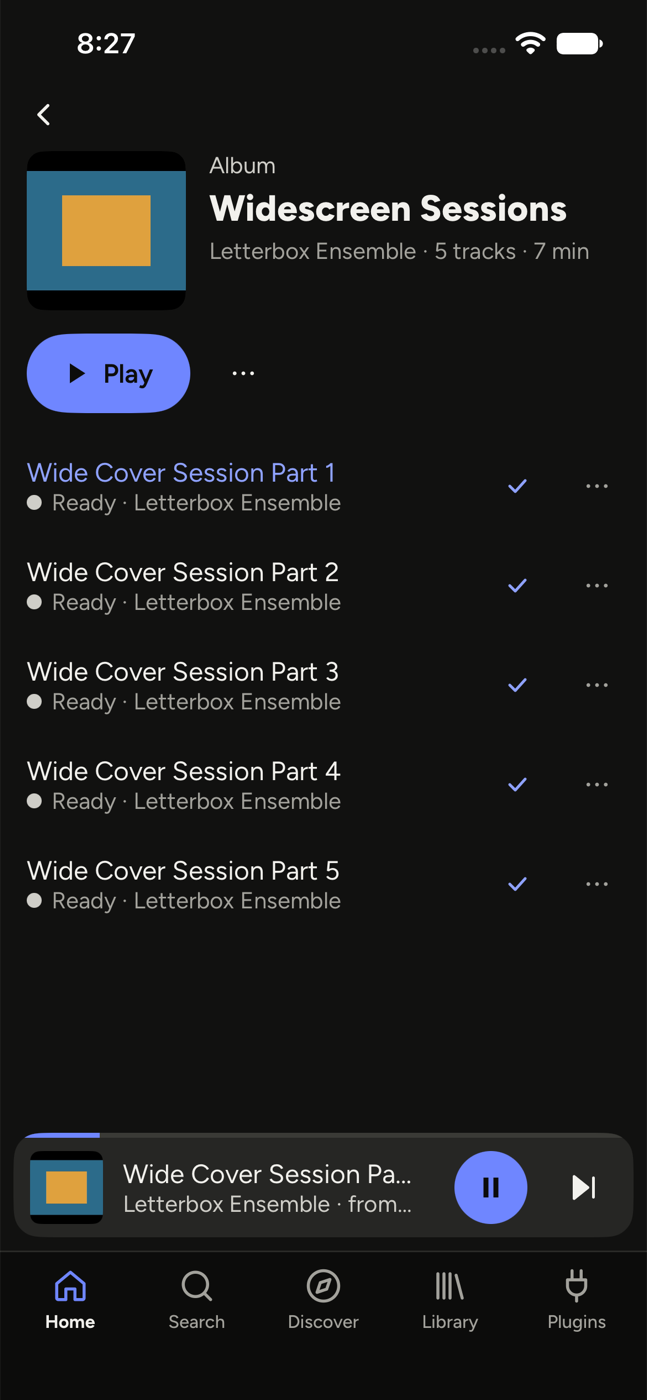 8:27
Album
Widescreen Sessions
Letterbox Ensemble · 5 tracks · 7 min
Play
Wide Cover Session Part 1
Ready · Letterbox Ensemble
Wide Cover Session Part 2
Ready · Letterbox Ensemble
Wide Cover Session Part 3
Ready · Letterbox Ensemble
Wide Cover Session Part 4
Ready · Letterbox Ensemble
Wide Cover Session Part 5
Ready · Letterbox Ensemble
Wide Cover Session Pa...
Letterbox Ensemble · from...
Home Search Discover Library Plugins